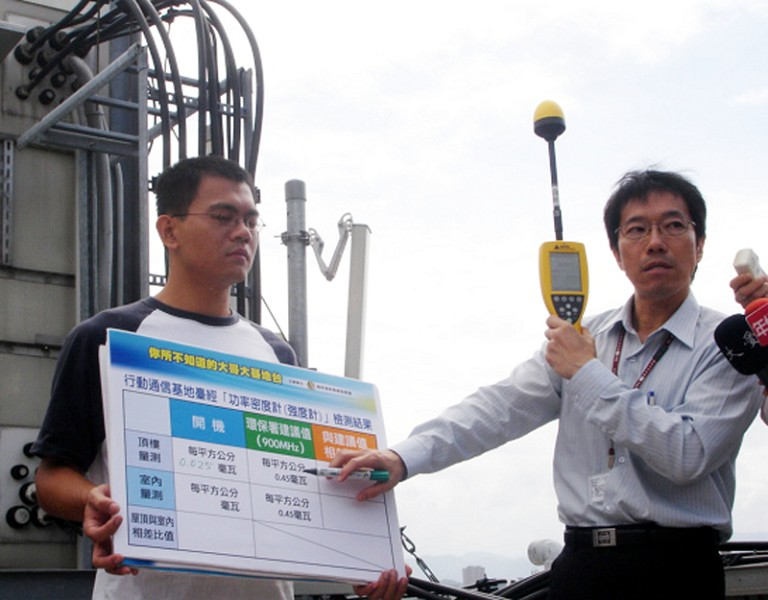 你所不知道的大哥大基地台
行動通信基地臺經「功率密度計(強度計)」檢測結果
開機
環保署建議值
(900MHz)
與建議值
頂樓
量測
每平方公分
0.025 毫瓦
每平方公分
0.45毫瓦
室內
量測
每平方公分
毫瓦
每平方公分
0.45毫瓦
屋頂與室內
相差比值